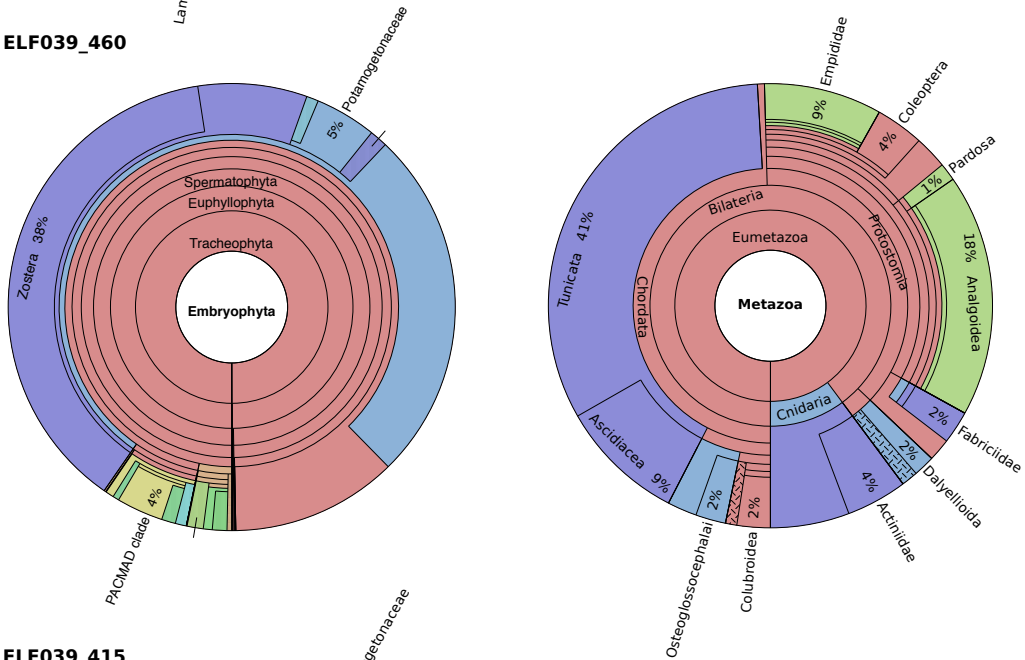 Lan
ELF039_460
Potamogetonaceae
5%
Spermatophyta
Euphyllophyta
Tracheophyta
Embryophyta
Zostera 38%
4%
PACMAD clade
Empididae
9%
Coleoptera
4%
Pardosa
1%
Bilateria
Eumetazoa
Protostomia
Tunicata 41%
Chordata
Metazoa
18% Analgoidea
Cnidaria
2%
Fabriciidae
2%
Dalyellioida
4%
Actiniidae
Ascidiacea 9%
2%
Osteoglossocephalai
2%
Colubroidea
getonaceae
ELF039_415